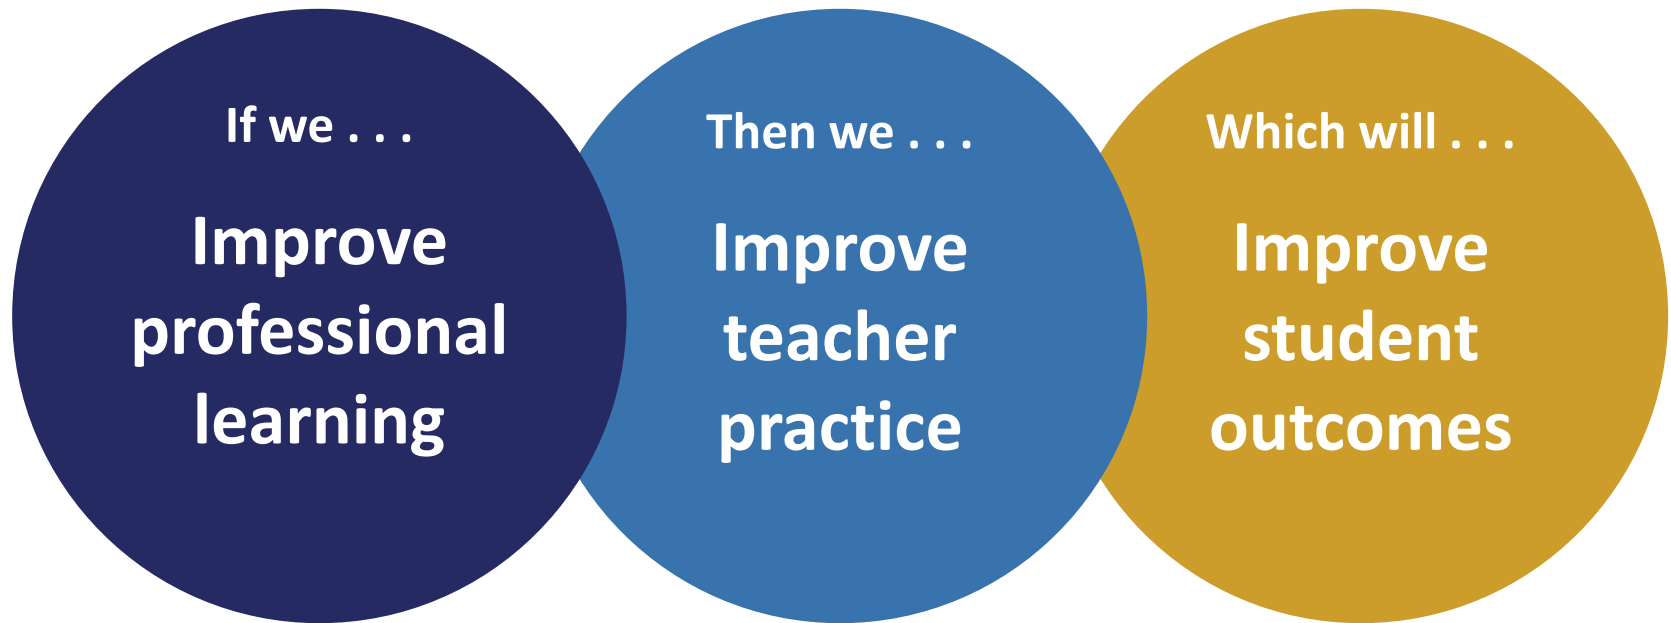 If we . . .
Improve
professional
learning
Then we . . .
Improve
teacher
practice
Which will . . .
Improve
student
outcomes